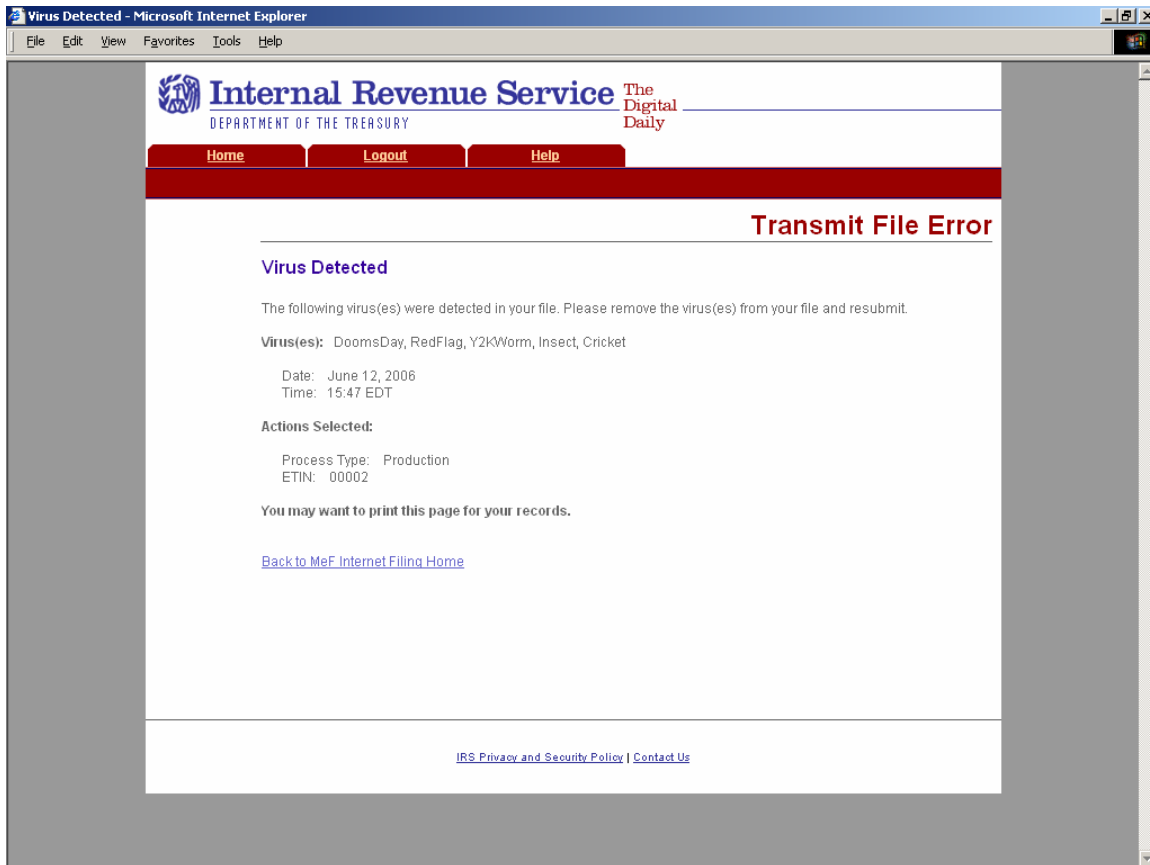 Virus Detected - Microsoft Internet Explorer
File Edit View Favorites Tools Help
Internal Revenue Service
DEPARTMENT OF THE TREASURY
The
Digital
Daily
Home Logout Help
Transmit File Error
Virus Detected
The following virus(es) were detected in your file. Please remove the virus(es) from your file and resubmit.
Virus(es): DoomsDay, RedFlag, Y2KWorm, Insect, Cricket
Date: June 12, 2006
Time: 15:47 EDT
Actions Selected:
Process Type: Production
ETIN: 00002
You may want to print this page for your records.
Back to MeF Internet Filing Home
IRS Privacy and Security Policy | Contact Us